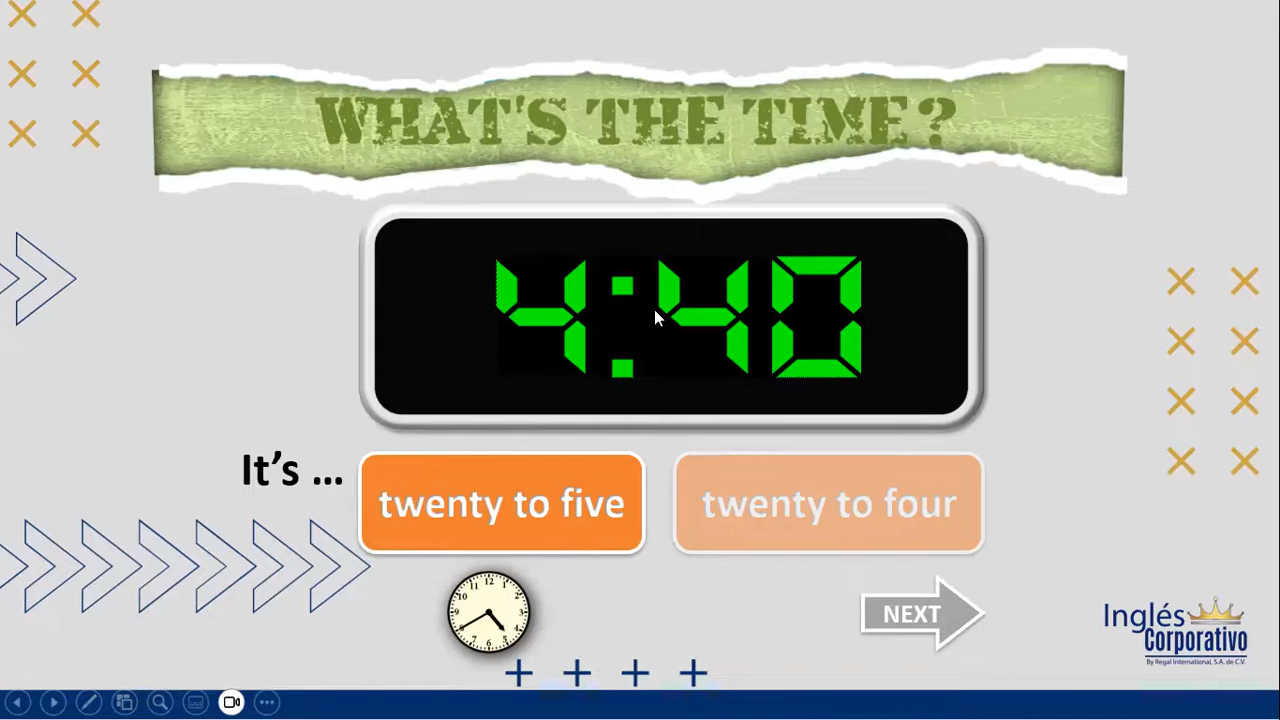 WHAT'S THE TIME?
4:40
It's ...
twenty to five
twenty to four
NEXT
Inglés
Corporativo
By Regal International, S.A. de C.V.